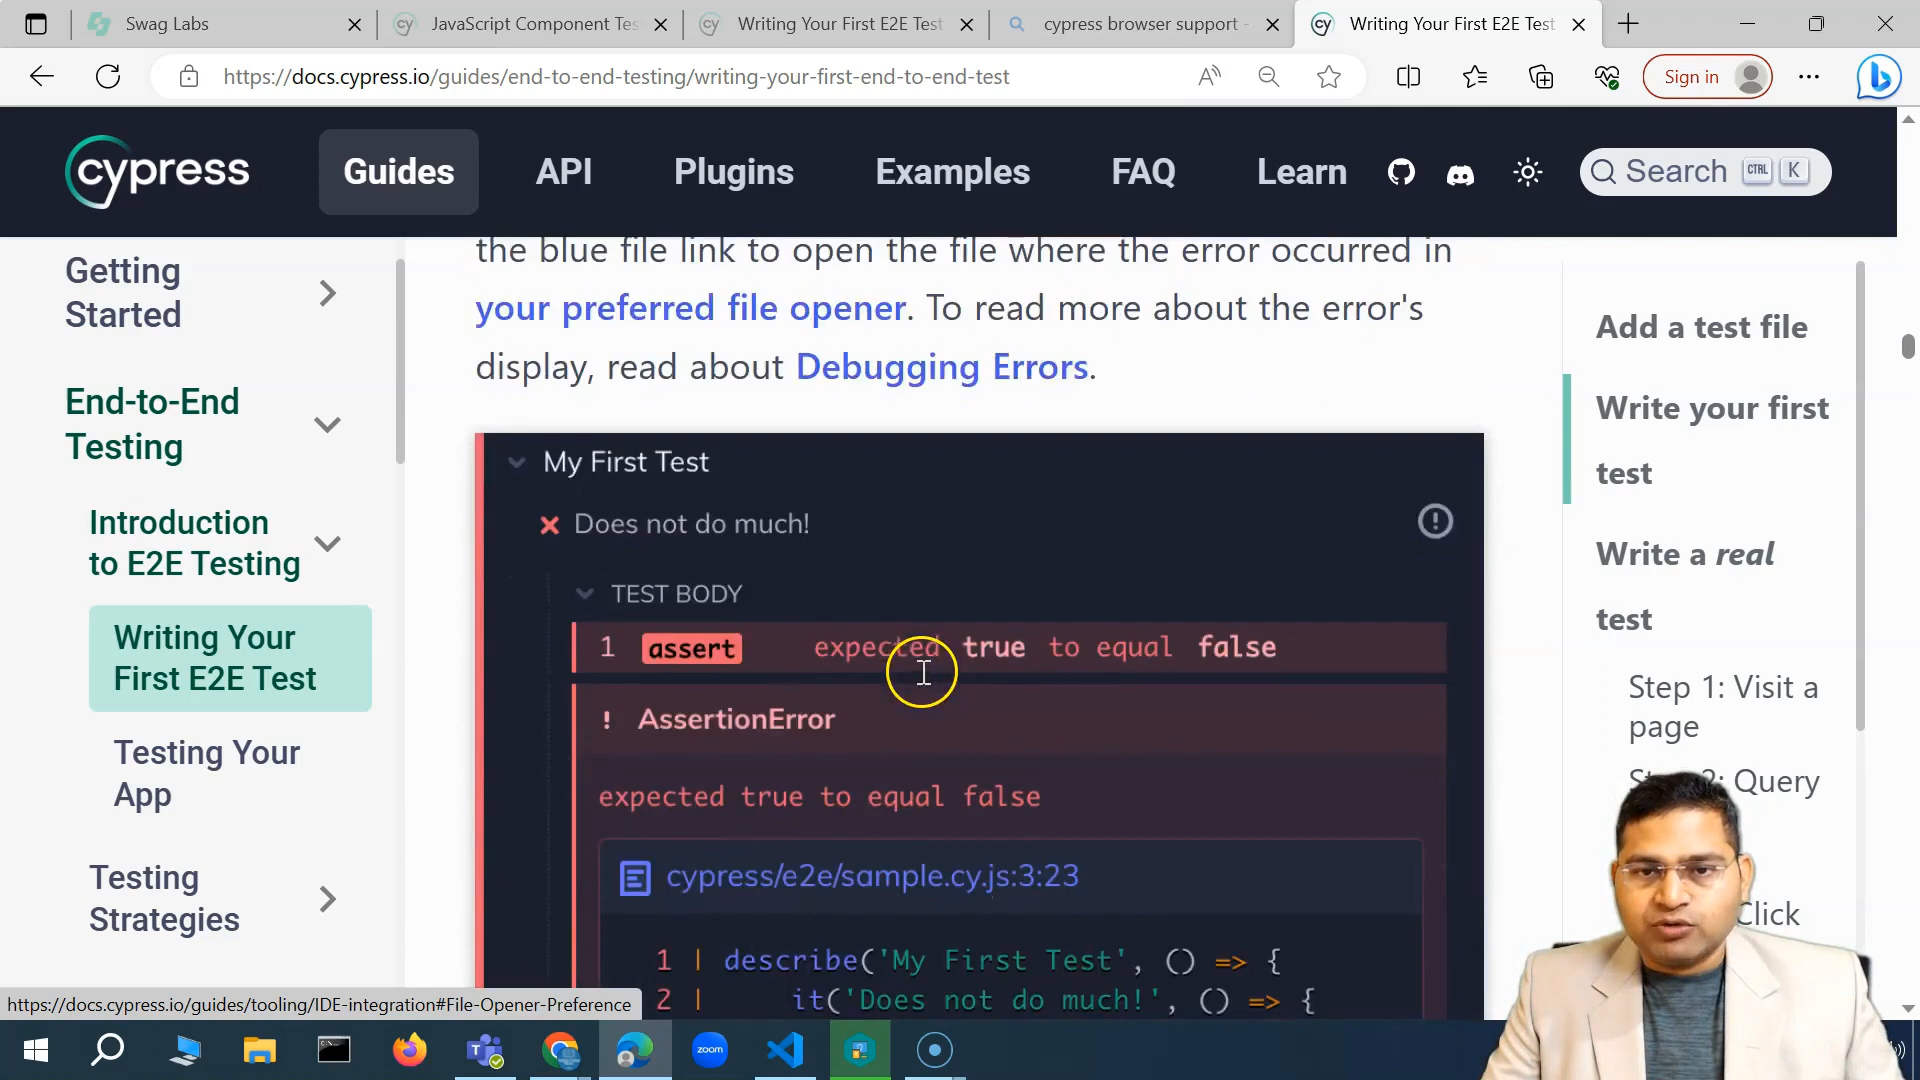 Swag Labs
JavaScript Component Tes
Writing Your First E2E Test
cypress browser support -
Writing Your First E2E Test
https://docs.cypress.io/guides/end-to-end-testing/writing-your-first-end-to-end-test
Sign in
cypress
Guides
API
Plugins
Examples
FAQ
Learn
Search
CTRL
K
Getting
Started
End-to-End
Testing
Introduction
to E2E Testing
Writing Your
First E2E Test
Testing Your
App
Testing
Strategies
the blue file link to open the file where the error occurred in
your preferred file opener. To read more about the error's
display, read about Debugging Errors.
My First Test
Does not do much!
TEST BODY
1 assert expected true to equal false
! AssertionError
expected true to equal false
cypress/e2e/sample.cy.js:3:23
1 | describe('My First Test', () => {
2 | it('Does not do much!', () => {
Add a test file
Write your first
test
Write a real
test
Step 1: Visit a
page
Query
Click
https://docs.cypress.io/guides/tooling/IDE-integration#File-Opener-Preference
zoom